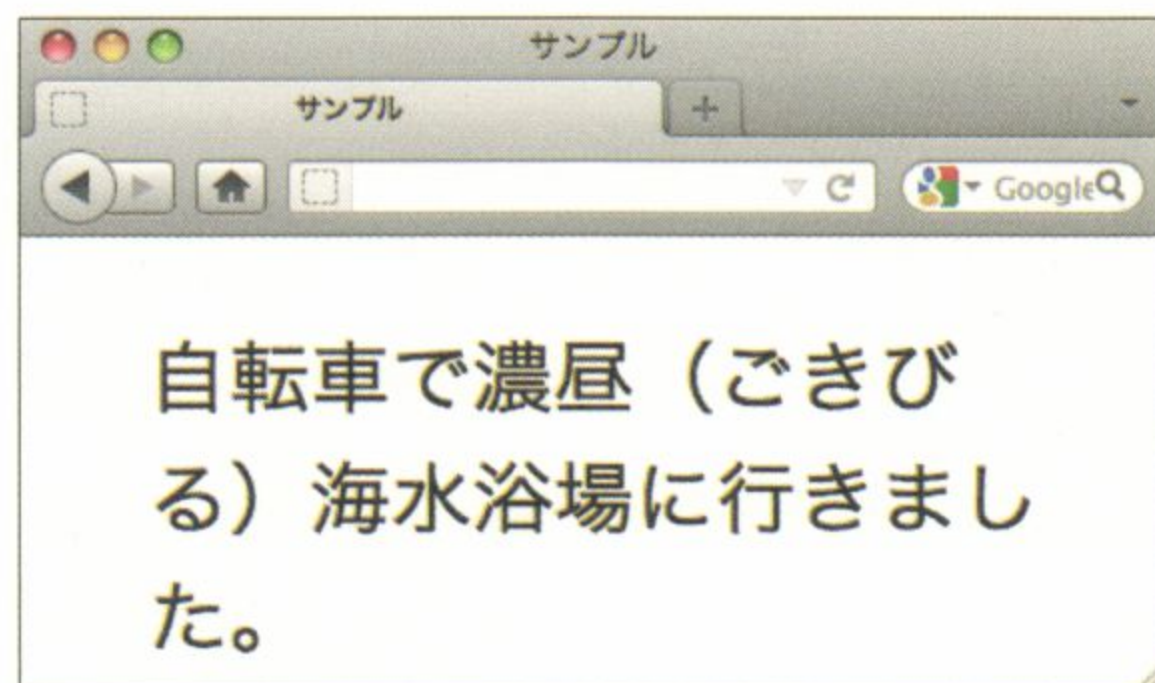 サンプル
サンプル
Google
自転車で濃昼（ごきび
る）海水浴場に行きまし
た。